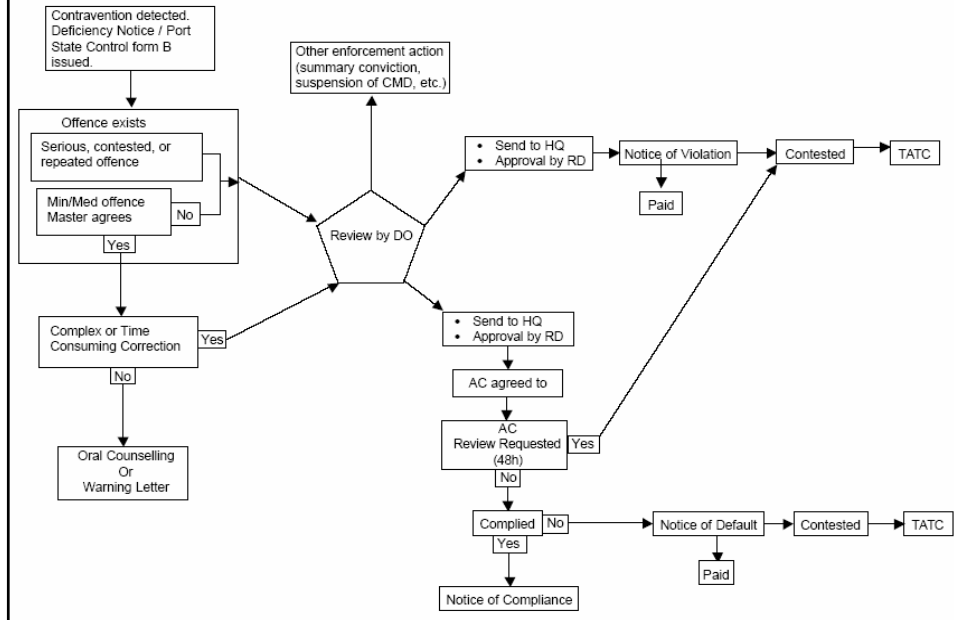 Contravention detected.
Deficiency Notice / Port
State Control form B
issued.
Other enforcement action
(summary conviction,
suspension of CMD, etc.)
Offence exists
Serious, contested, or
repeated offence
Min/Med offence
Master agrees
No
Yes
Review by DO
• Send to HQ
• Approval by RD
Notice of Violation
Contested
TATC
Paid
Complex or Time
Consuming Correction
Yes
No
Oral Counselling
Or
Warning Letter
• Send to HQ
• Approval by RD
AC agreed to
AC
Review Requested
(48h)
Yes
No
Complied
No
Yes
Notice of Default
Contested
TATC
Paid
Notice of Compliance